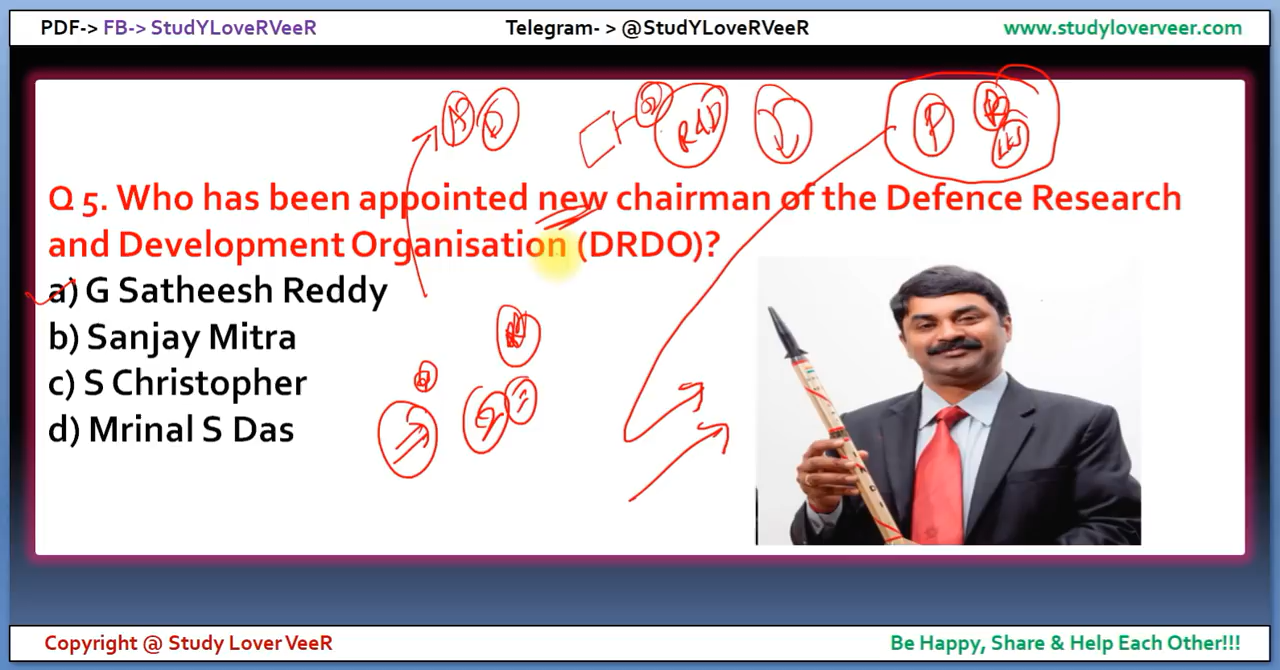 PDF-> FB-> StudYLoveRVeeR
Telegram- > @StudYLoveRVeeR
www.studyloverveer.com
R&D
P
Q 5. Who has been appointed new chairman of the Defence Research
and Development Organisation (DRDO)?
a) G Satheesh Reddy
b) Sanjay Mitra
c) S Christopher
d) Mrinal S Das
Copyright @ Study Lover VeeR
Be Happy, Share & Help Each Other!!!